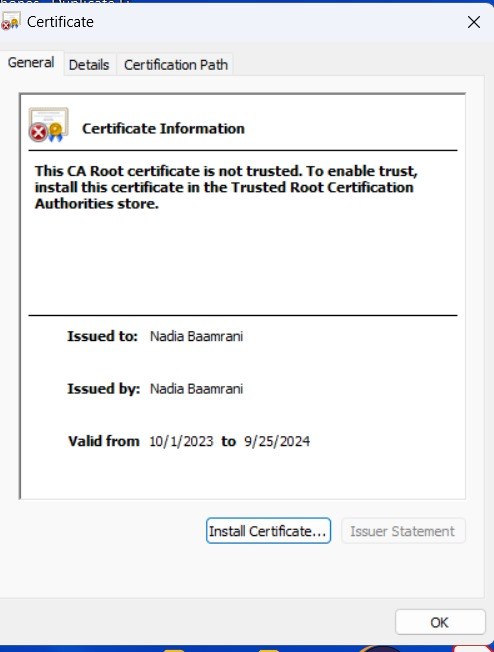 Certificate
General
Details
Certification Path
Certificate Information
This CA Root certificate is not trusted. To enable trust,
install this certificate in the Trusted Root Certification
Authorities store.
Issued to: Nadia Baamrani
Issued by: Nadia Baamrani
Valid from 10/1/2023 to 9/25/2024
Install Certificate...
Issuer Statement
OK